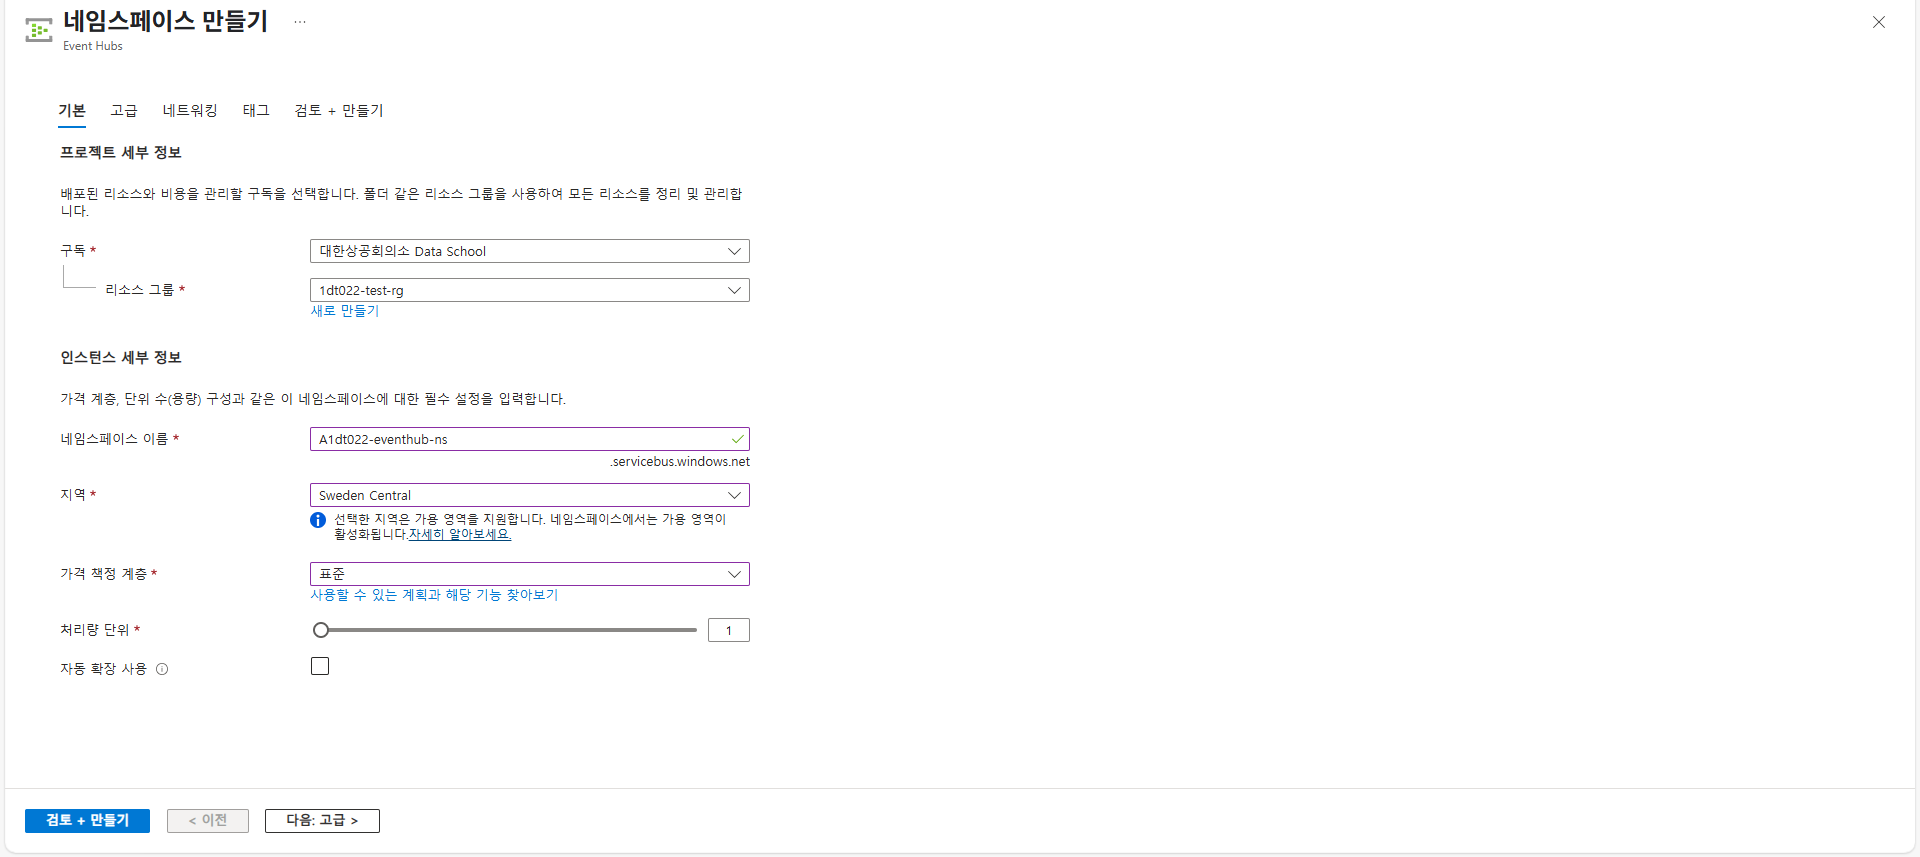 네임스페이스 만들기 ...
Event Hubs
기본 고급 네트워킹 태그 검토 + 만들기
프로젝트 세부 정보
배포된 리소스와 비용을 관리할 구독을 선택합니다. 폴더 같은 리소스 그룹을 사용하여 모든 리소스를 정리 및 관리합
니다.
구독 * 대한상공회의소 Data School
리소스 그룹 * 1dt022-test-rg
새로 만들기
인스턴스 세부 정보
가격 계층, 단위 수(용량) 구성과 같은 이 네임스페이스에 대한 필수 설정을 입력합니다.
네임스페이스 이름 * A1dt022-eventhub-ns
.servicebus.windows.net
지역 * Sweden Central
선택한 지역은 가용 영역을 지원합니다. 네임스페이스에서는 가용 영역이
활성화됩니다.자세히 알아보세요.
가격 책정 계층 * 표준
사용할 수 있는 계획과 해당 기능 찾아보기
처리량 단위 * 1
자동 확장 사용
검토 + 만들기 < 이전 다음: 고급 >